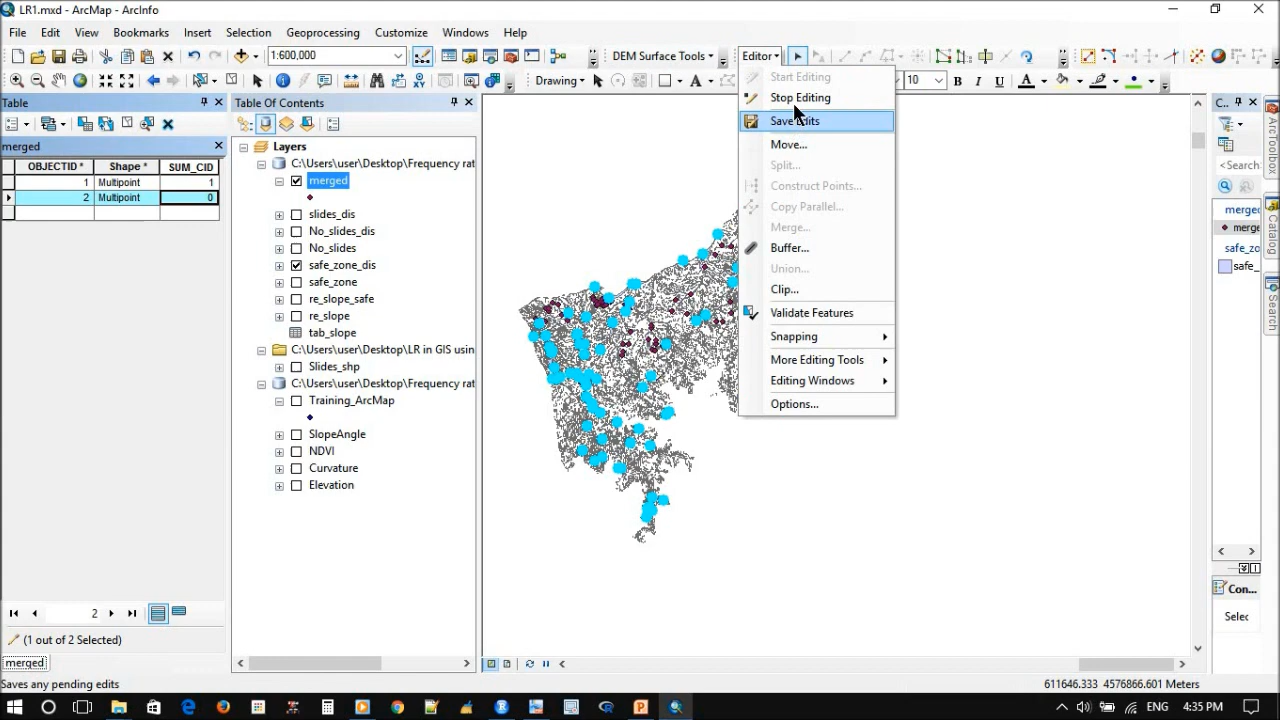 LR1.mxd - ArcMap - ArcInfo
File Edit View Bookmarks Insert Selection Geoprocessing Customize Windows Help
1:600,000 DEM Surface Tools Editor
Drawing 10 B I U A
Table
Table Of Contents
C..
merged
OBJECTID * Shape * SUM_CID
1 Multipoint 1
2 Multipoint 0
Layers
C:\Users\user\Desktop\Frequency rat
merged
slides_dis
No_slides_dis
No_slides
safe_zone_dis
safe_zone
re_slope_safe
re_slope
tab_slope
C:\Users\user\Desktop\LR in GIS using
Slides_shp
C:\Users\user\Desktop\Frequency rat
Training_ArcMap
SlopeAngle
NDVI
Curvature
Elevation
Start Editing
Stop Editing
Save Edits
Move...
Split...
Construct Points...
Copy Parallel...
Merge...
Buffer...
Union...
Clip...
Validate Features
Snapping
More Editing Tools
Editing Windows
Options...
<Search
merged
merge
safe_zo
safe_
Con...
Selec
ArcToolbox
Catalog
Search
2
(1 out of 2 Selected)
merged
Saves any pending edits
611646.333 4576866.601 Meters
ENG 4:35 PM